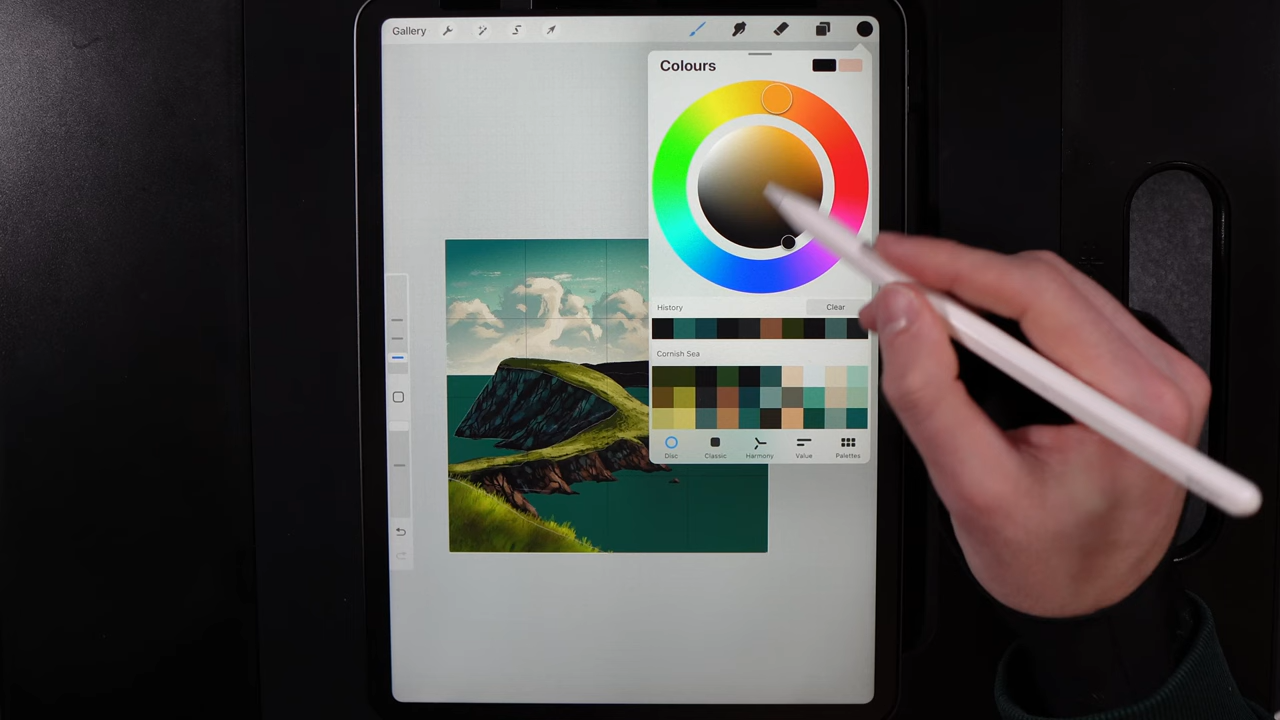 Gallery
Colours
History Clear
Cornish Sea
Disc Classic Harmony Value Palettes